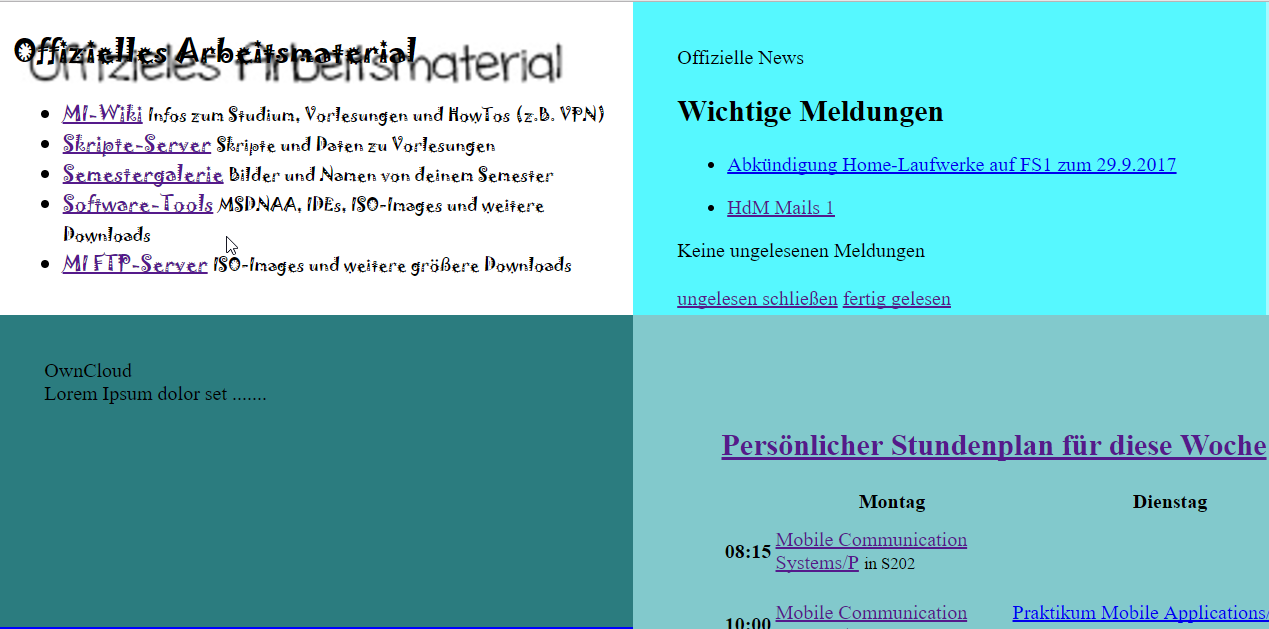 Offizielles Arbeitsmaterial
Offizieles Arbeitsmaterial
MI-Wiki Infos zum Studium, Vorlesungen und HowTos (z.B. VPN)
Skripte-Server Skripte und Daten zu Vorlesungen
Semestergalerie Bilder und Namen von deinem Semester
Software-Tools MSDNAA, IDEs, ISO-Images und weitere
Downloads
MI FTP-Server ISO-Images und weitere größere Downloads
Offizielle News
Wichtige Meldungen
Abkündigung Home-Laufwerke auf FS1 zum 29.9.2017
HdM Mails 1
Keine ungelesenen Meldungen
ungelesen schließen fertig gelesen
OwnCloud
Lorem Ipsum dolor set .......
Persönlicher Stundenplan für diese Woche
Montag Dienstag
08:15 Mobile Communication
Systems/P in S202
10:00 Mobile Communication Praktikum Mobile Applications/